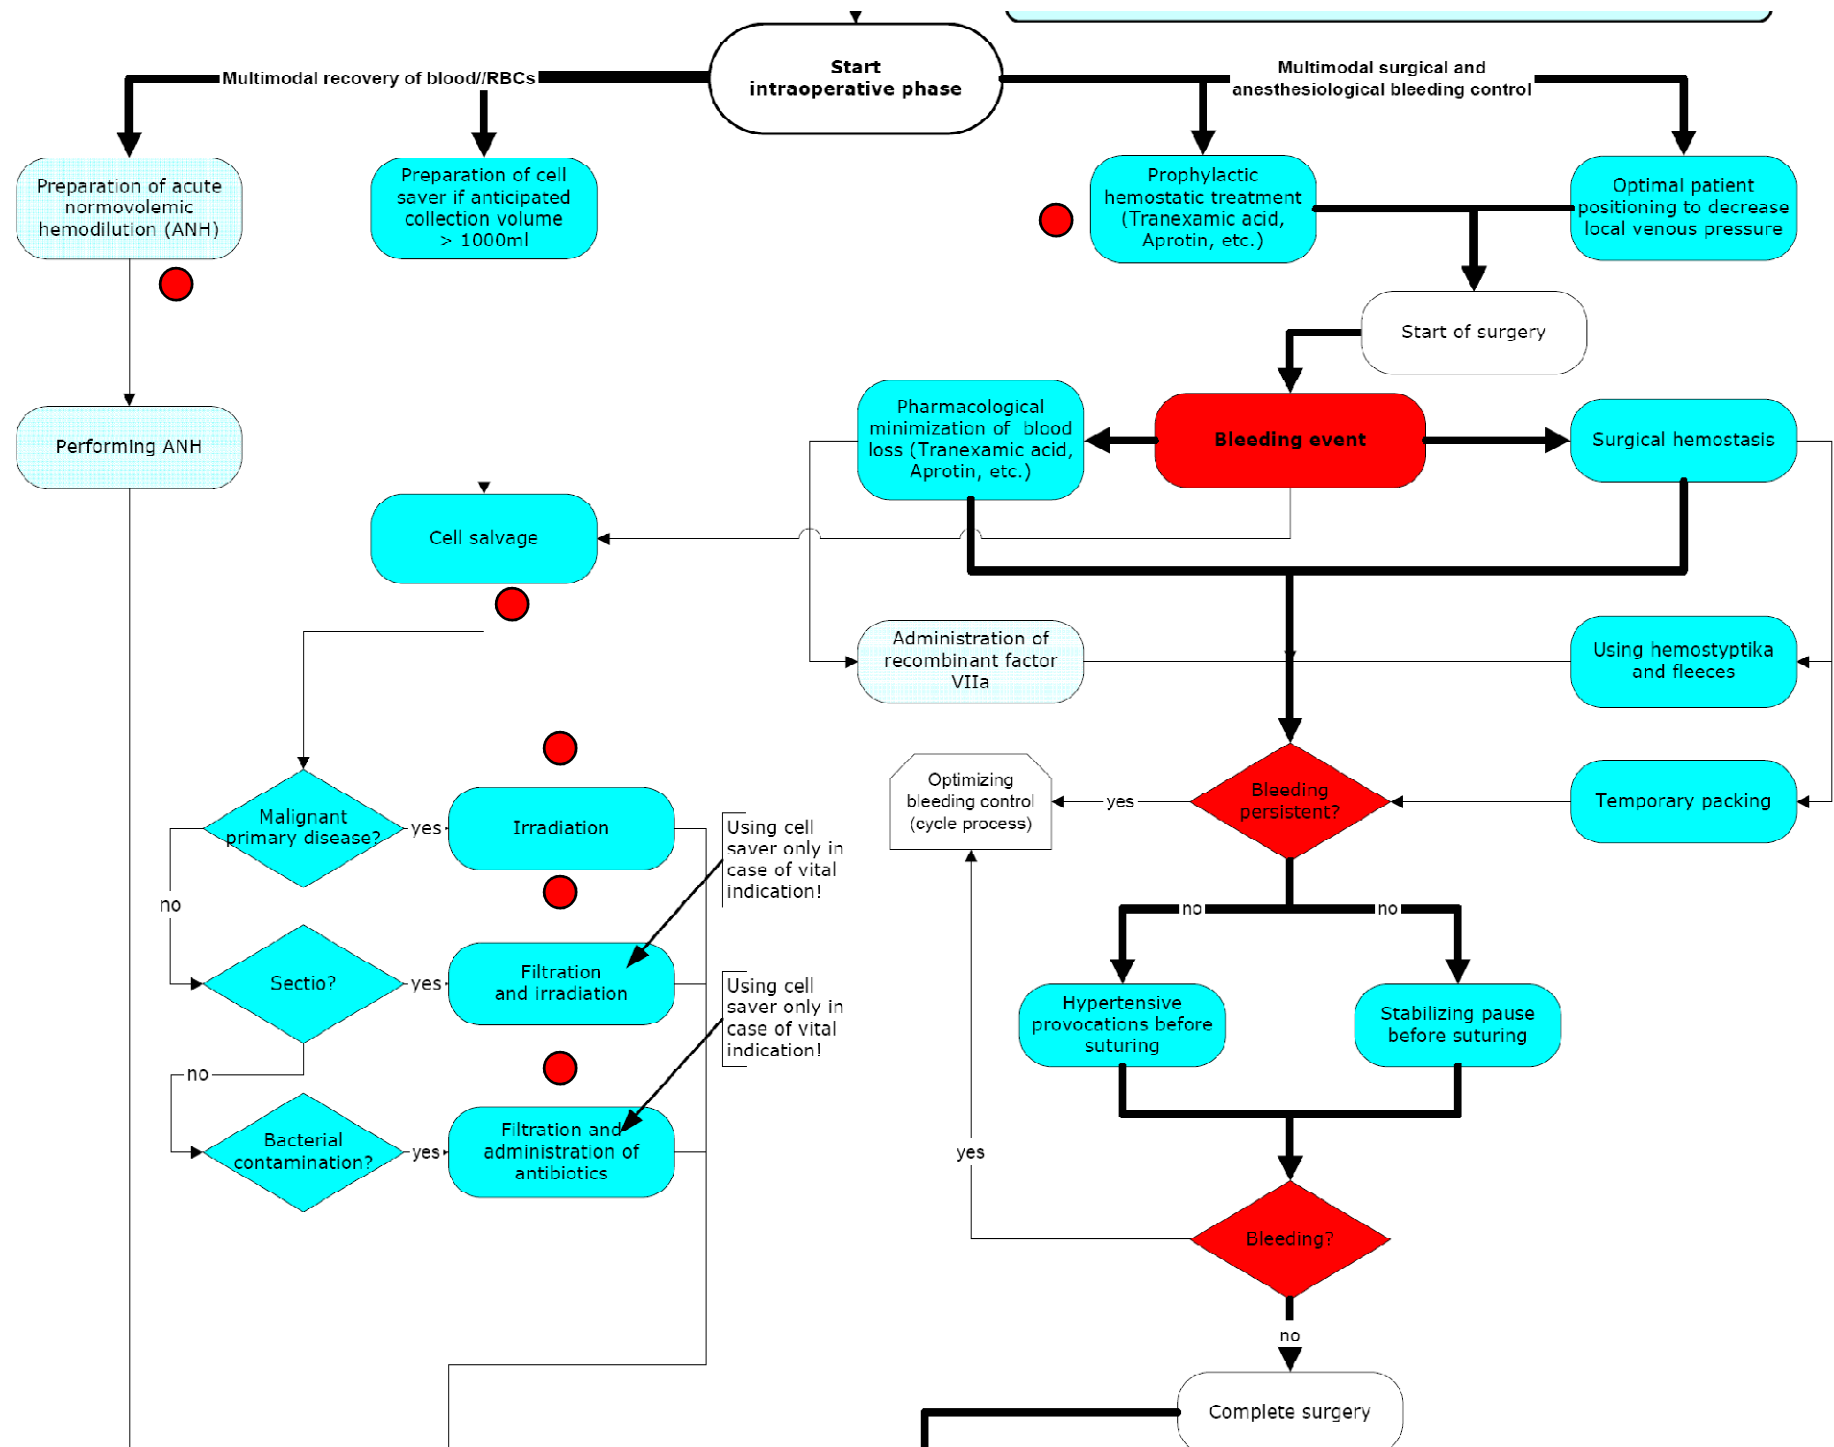 Start
intraoperative phase
Multimodal recovery of blood//RBCs
Multimodal surgical and
anesthesiological bleeding control
Preparation of acute
normovolemic
hemodilution (ANH)
Preparation of cell
saver if anticipated
collection volume
> 1000ml
Prophylactic
hemostatic treatment
(Tranexamic acid,
Aprotin, etc.)
Optimal patient
positioning to decrease
local venous pressure
Start of surgery
Performing ANH
Pharmacological
minimization of blood
loss (Tranexamic acid,
Aprotin, etc.)
Bleeding event
Surgical hemostasis
Cell salvage
Administration of
recombinant factor
VIIa
Using hemostyptika
and fleeces
Optimizing
bleeding control
(cycle process)
yes
Bleeding
persistent?
Temporary packing
Malignant
primary disease?
yes
Irradiation
Using cell
saver only in
case of vital
indication!
no
no
no
Sectio?
yes
Filtration
and irradiation
Using cell
saver only in
case of vital
indication!
Hypertensive
provocations before
suturing
Stabilizing pause
before suturing
no
Bacterial
contamination?
yes
Filtration and
administration of
antibiotics
yes
Bleeding?
no
Complete surgery